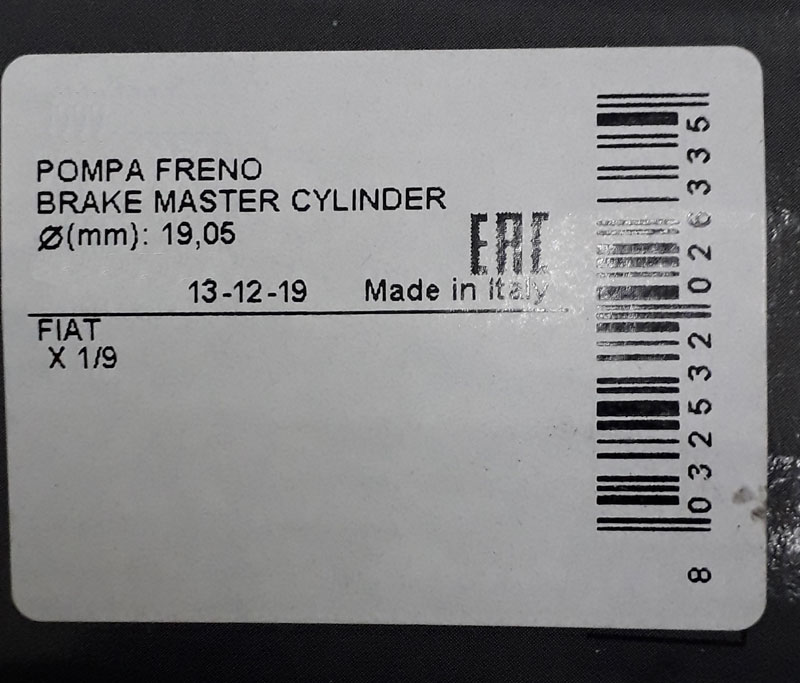 POMPA FRENO
BRAKE MASTER CYLINDER
Ø(mm): 19,05
EAC
13-12-19 Made in Italy
FIAT
X 1/9
8 032532 026335